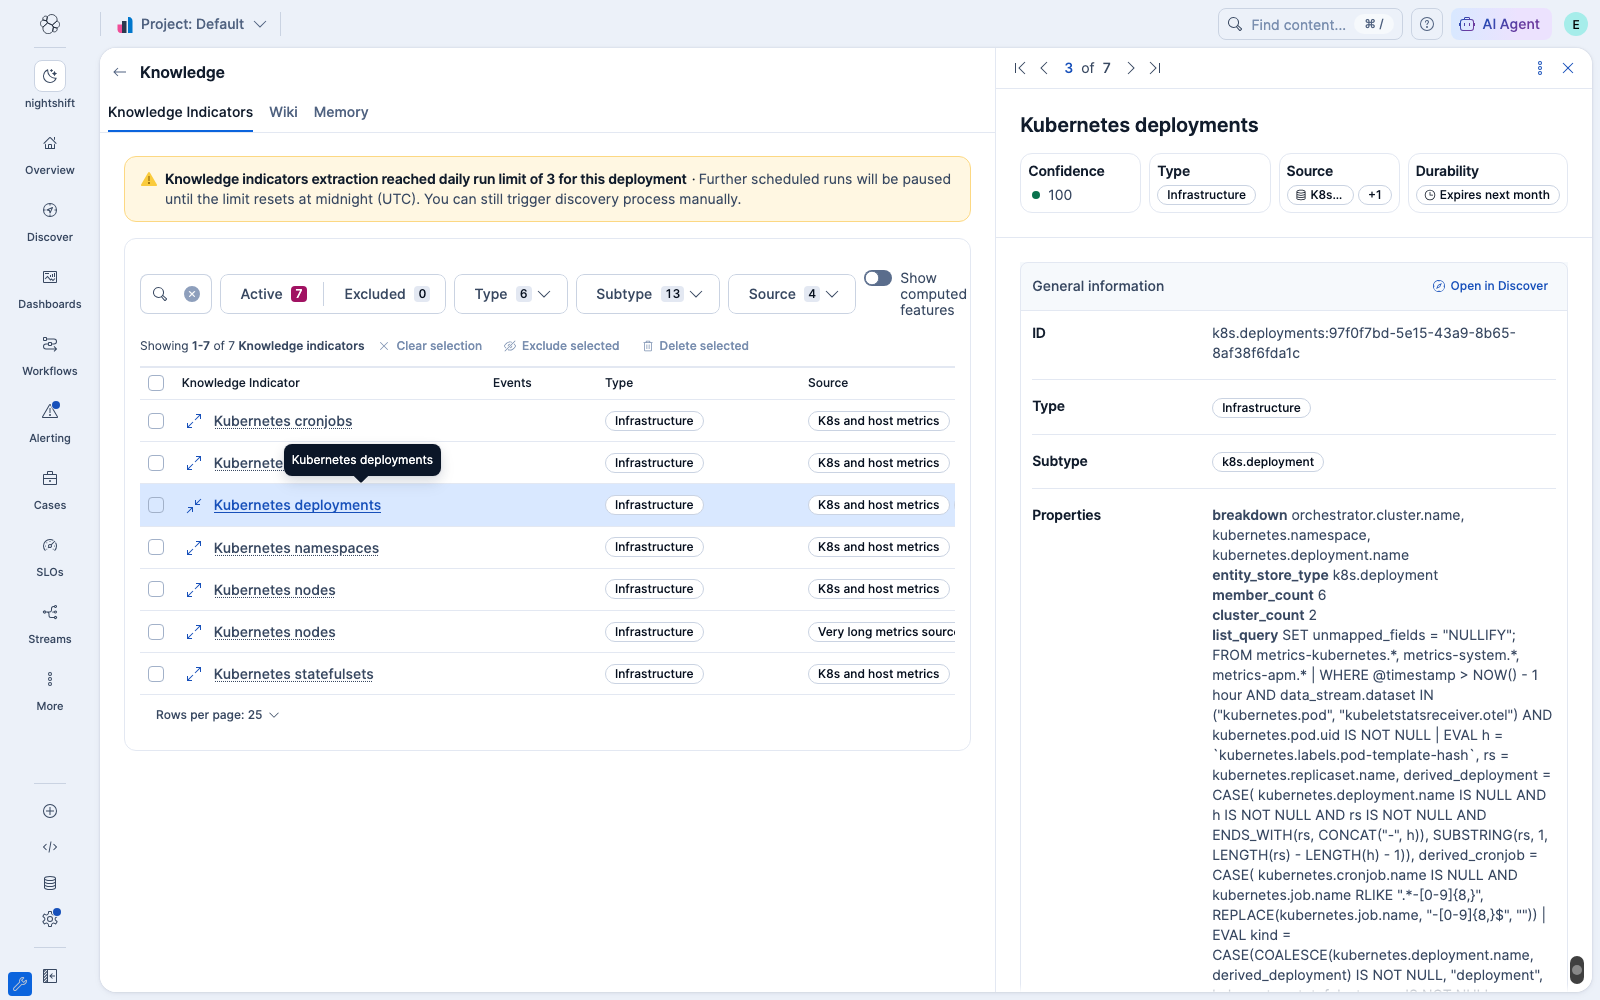 Project: Default
Find content...
⌘ /
AI Agent
E
nightshift
Overview
Discover
Dashboards
Workflows
Alerting
Cases
SLOs
Streams
More
Knowledge
Knowledge Indicators
Wiki
Memory
Knowledge indicators extraction reached daily run limit of 3 for this deployment · Further scheduled runs will be paused
until the limit resets at midnight (UTC). You can still trigger discovery process manually.
Active 7
Excluded 0
Type 6
Subtype 13
Source 4
Show
computed
features
Showing 1-7 of 7 Knowledge indicators
Clear selection
Exclude selected
Delete selected
Knowledge Indicator Events Type Source
Kubernetes cronjobs Infrastructure K8s and host metrics
Kubernete Infrastructure K8s and host metrics
Kubernetes deployments
Kubernetes deployments Infrastructure K8s and host metrics
Kubernetes namespaces Infrastructure K8s and host metrics
Kubernetes nodes Infrastructure K8s and host metrics
Kubernetes nodes Infrastructure Very long metrics sourc
Kubernetes statefulsets Infrastructure K8s and host metrics
Rows per page: 25
3 of 7
Kubernetes deployments
Confidence
100
Type
Infrastructure
Source
K8s... +1
Durability
Expires next month
General information
Open in Discover
ID
k8s.deployments:97f0f7bd-5e15-43a9-8b65-
8af38f6fda1c
Type
Infrastructure
Subtype
k8s.deployment
Properties
breakdown orchestrator.cluster.name,
kubernetes.namespace,
kubernetes.deployment.name
entity_store_type k8s.deployment
member_count 6
cluster_count 2
list_query SET unmapped_fields = "NULLIFY";
FROM metrics-kubernetes.*, metrics-system.*,
metrics-apm.* | WHERE @timestamp > NOW() - 1
hour AND data_stream.dataset IN
("kubernetes.pod", "kubeletstatsreceiver.otel") AND
kubernetes.pod.uid IS NOT NULL | EVAL h =
`kubernetes.labels.pod-template-hash`, rs =
kubernetes.replicaset.name, derived_deployment =
CASE( kubernetes.deployment.name IS NULL AND
h IS NOT NULL AND rs IS NOT NULL AND
ENDS_WITH(rs, CONCAT("-", h)), SUBSTRING(rs, 1,
LENGTH(rs) - LENGTH(h) - 1)), derived_cronjob =
CASE( kubernetes.cronjob.name IS NULL AND
kubernetes.job.name RLIKE ".*-[0-9]{8,}",
REPLACE(kubernetes.job.name, "-[0-9]{8,}$", "")) |
EVAL kind =
CASE(COALESCE(kubernetes.deployment.name,
derived_deployment) IS NOT NULL, "deployment",